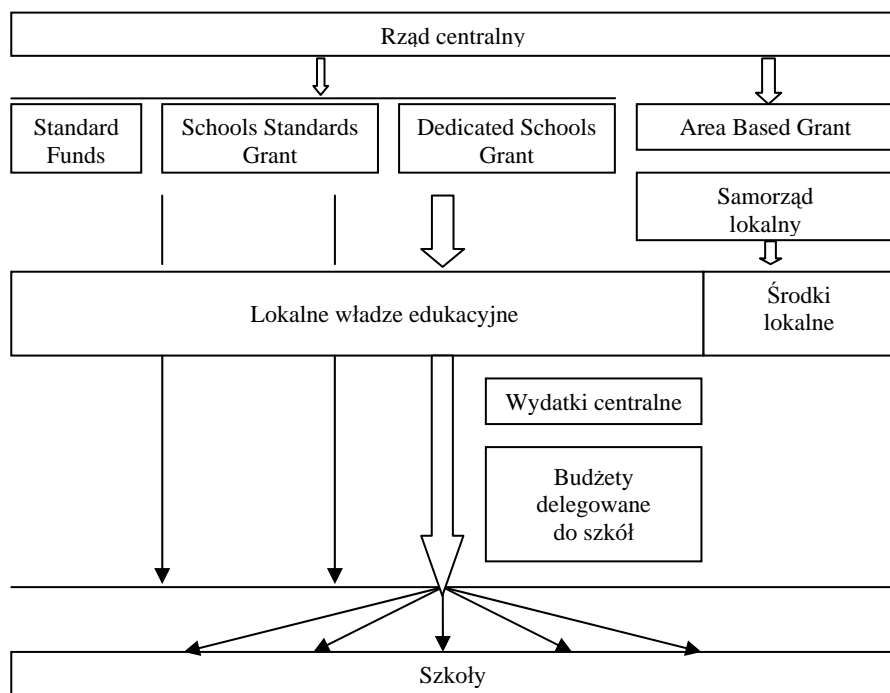 Rząd centralny
Standard
Funds
Schools Standards
Grant
Dedicated Schools
Grant
Area Based Grant
Samorząd
lokalny
Lokalne władze edukacyjne
Środki
lokalne
Wydatki centralne
Budżety
delegowane
do szkół
Szkoły